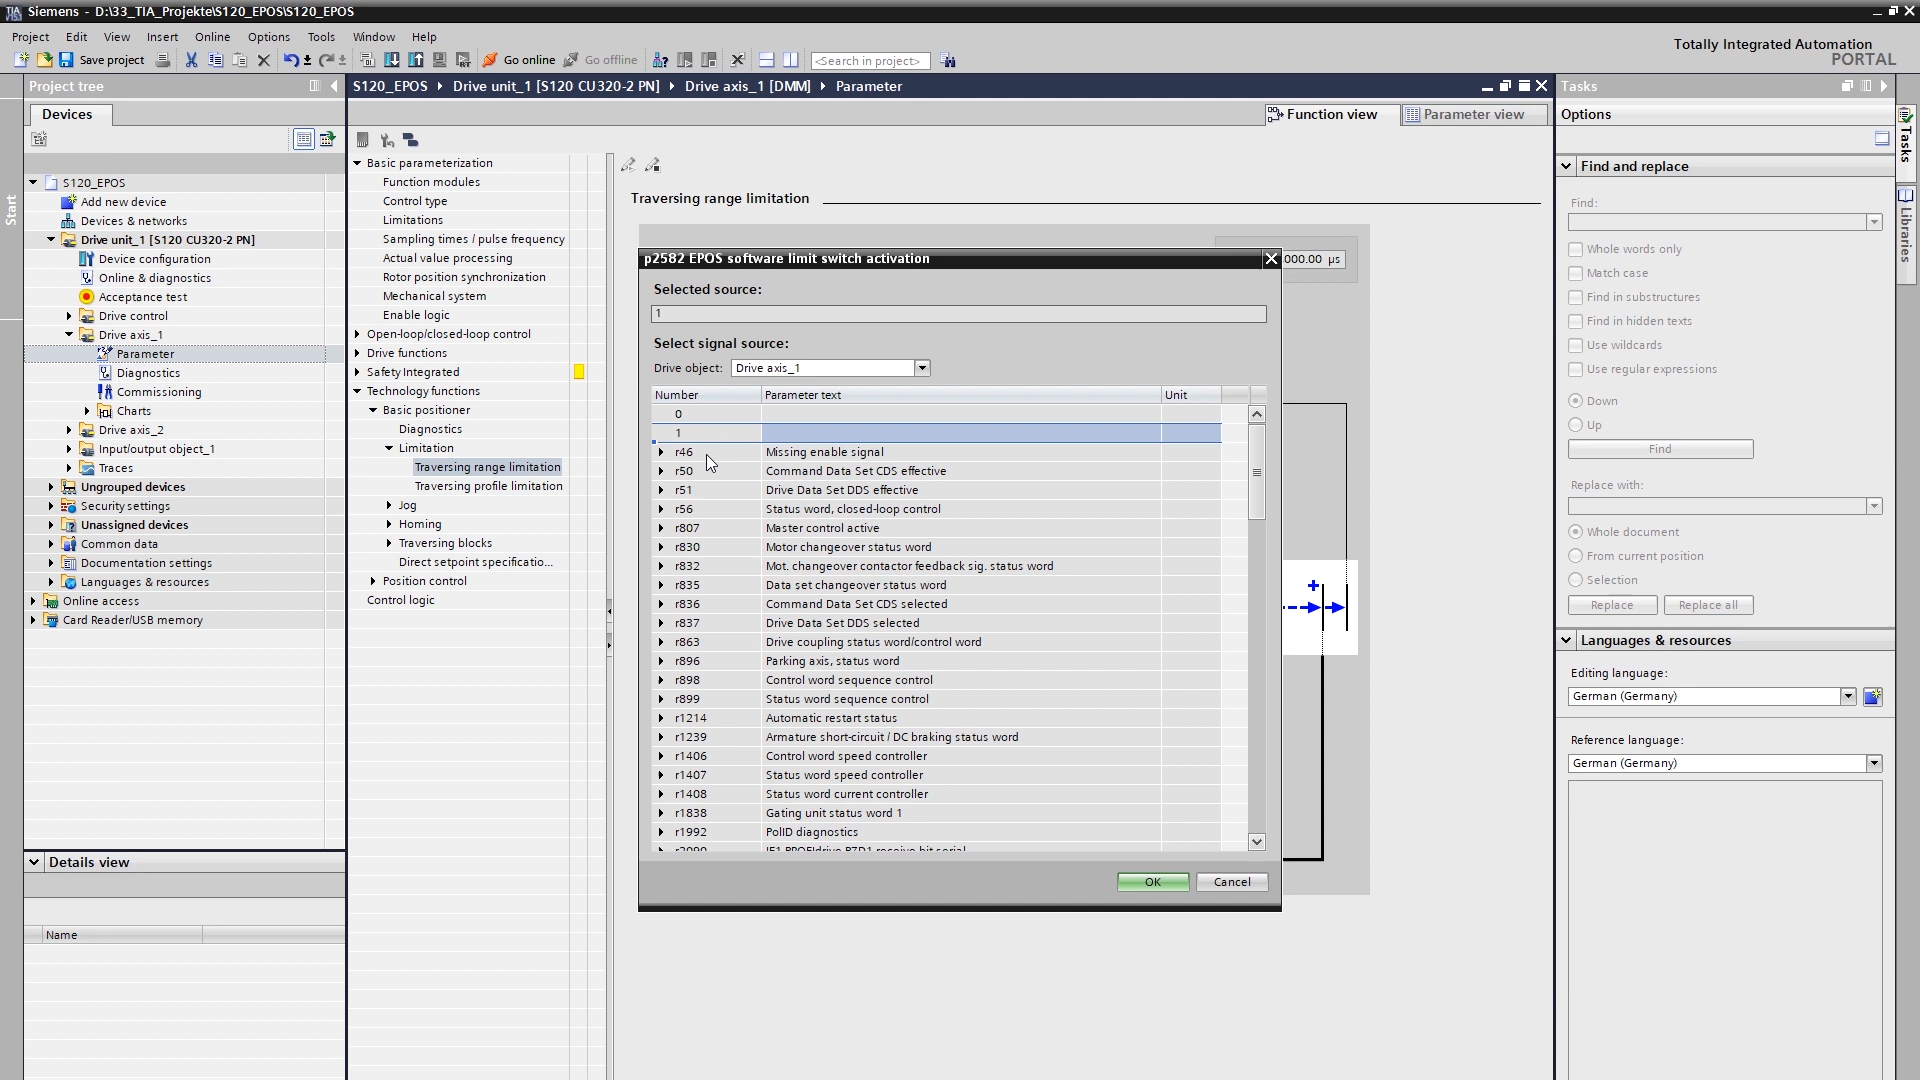 Siemens - D:\33_TIA_Projekte\S120_EPOS\S120_EPOS
Project Edit View Insert Online Options Tools Window Help
Totally Integrated Automation
PORTAL
Save project
Go online
Go offline
<Search in project>
Project tree
Devices
Start
S120_EPOS
Add new device
Devices & networks
Drive unit_1 [S120 CU320-2 PN]
Device configuration
Online & diagnostics
Acceptance test
Drive control
Drive axis_1
Parameter
Diagnostics
Commissioning
Charts
Drive axis_2
Input/output object_1
Traces
Ungrouped devices
Security settings
Unassigned devices
Common data
Documentation settings
Languages & resources
Online access
Card Reader/USB memory
Details view
Name
S120_EPOS Drive unit_1 [S120 CU320-2 PN] Drive axis_1 [DMM] Parameter
Function view
Parameter view
Basic parameterization
Function modules
Control type
Limitations
Sampling times / pulse frequency
Actual value processing
Rotor position synchronization
Mechanical system
Enable logic
Open-loop/closed-loop control
Drive functions
Safety Integrated
Technology functions
Basic positioner
Diagnostics
Limitation
Traversing range limitation
Traversing profile limitation
Jog
Homing
Traversing blocks
Direct setpoint specificatio...
Position control
Control logic
Traversing range limitation
000.00 µs
+
p2582 EPOS software limit switch activation
Selected source:
1
Select signal source:
Drive object: Drive axis_1
Number Parameter text Unit
0
1
r46 Missing enable signal
r50 Command Data Set CDS effective
r51 Drive Data Set DDS effective
r56 Status word, closed-loop control
r807 Master control active
r830 Motor changeover status word
r832 Mot. changeover contactor feedback sig. status word
r835 Data set changeover status word
r836 Command Data Set CDS selected
r837 Drive Data Set DDS selected
r863 Drive coupling status word/control word
r896 Parking axis, status word
r898 Control word sequence control
r899 Status word sequence control
r1214 Automatic restart status
r1239 Armature short-circuit / DC braking status word
r1406 Control word speed controller
r1407 Status word speed controller
r1408 Status word current controller
r1838 Gating unit status word 1
r1992 PolID diagnostics
r2090 IF1 PROFIdrive PZD1 receive bit serial
OK
Cancel
Tasks
Options
Find and replace
Find:
Whole words only
Match case
Find in substructures
Find in hidden texts
Use wildcards
Use regular expressions
Down
Up
Find
Replace with:
Whole document
From current position
Selection
Replace
Replace all
Languages & resources
Editing language:
German (Germany)
Reference language:
German (Germany)
Tasks
Libraries